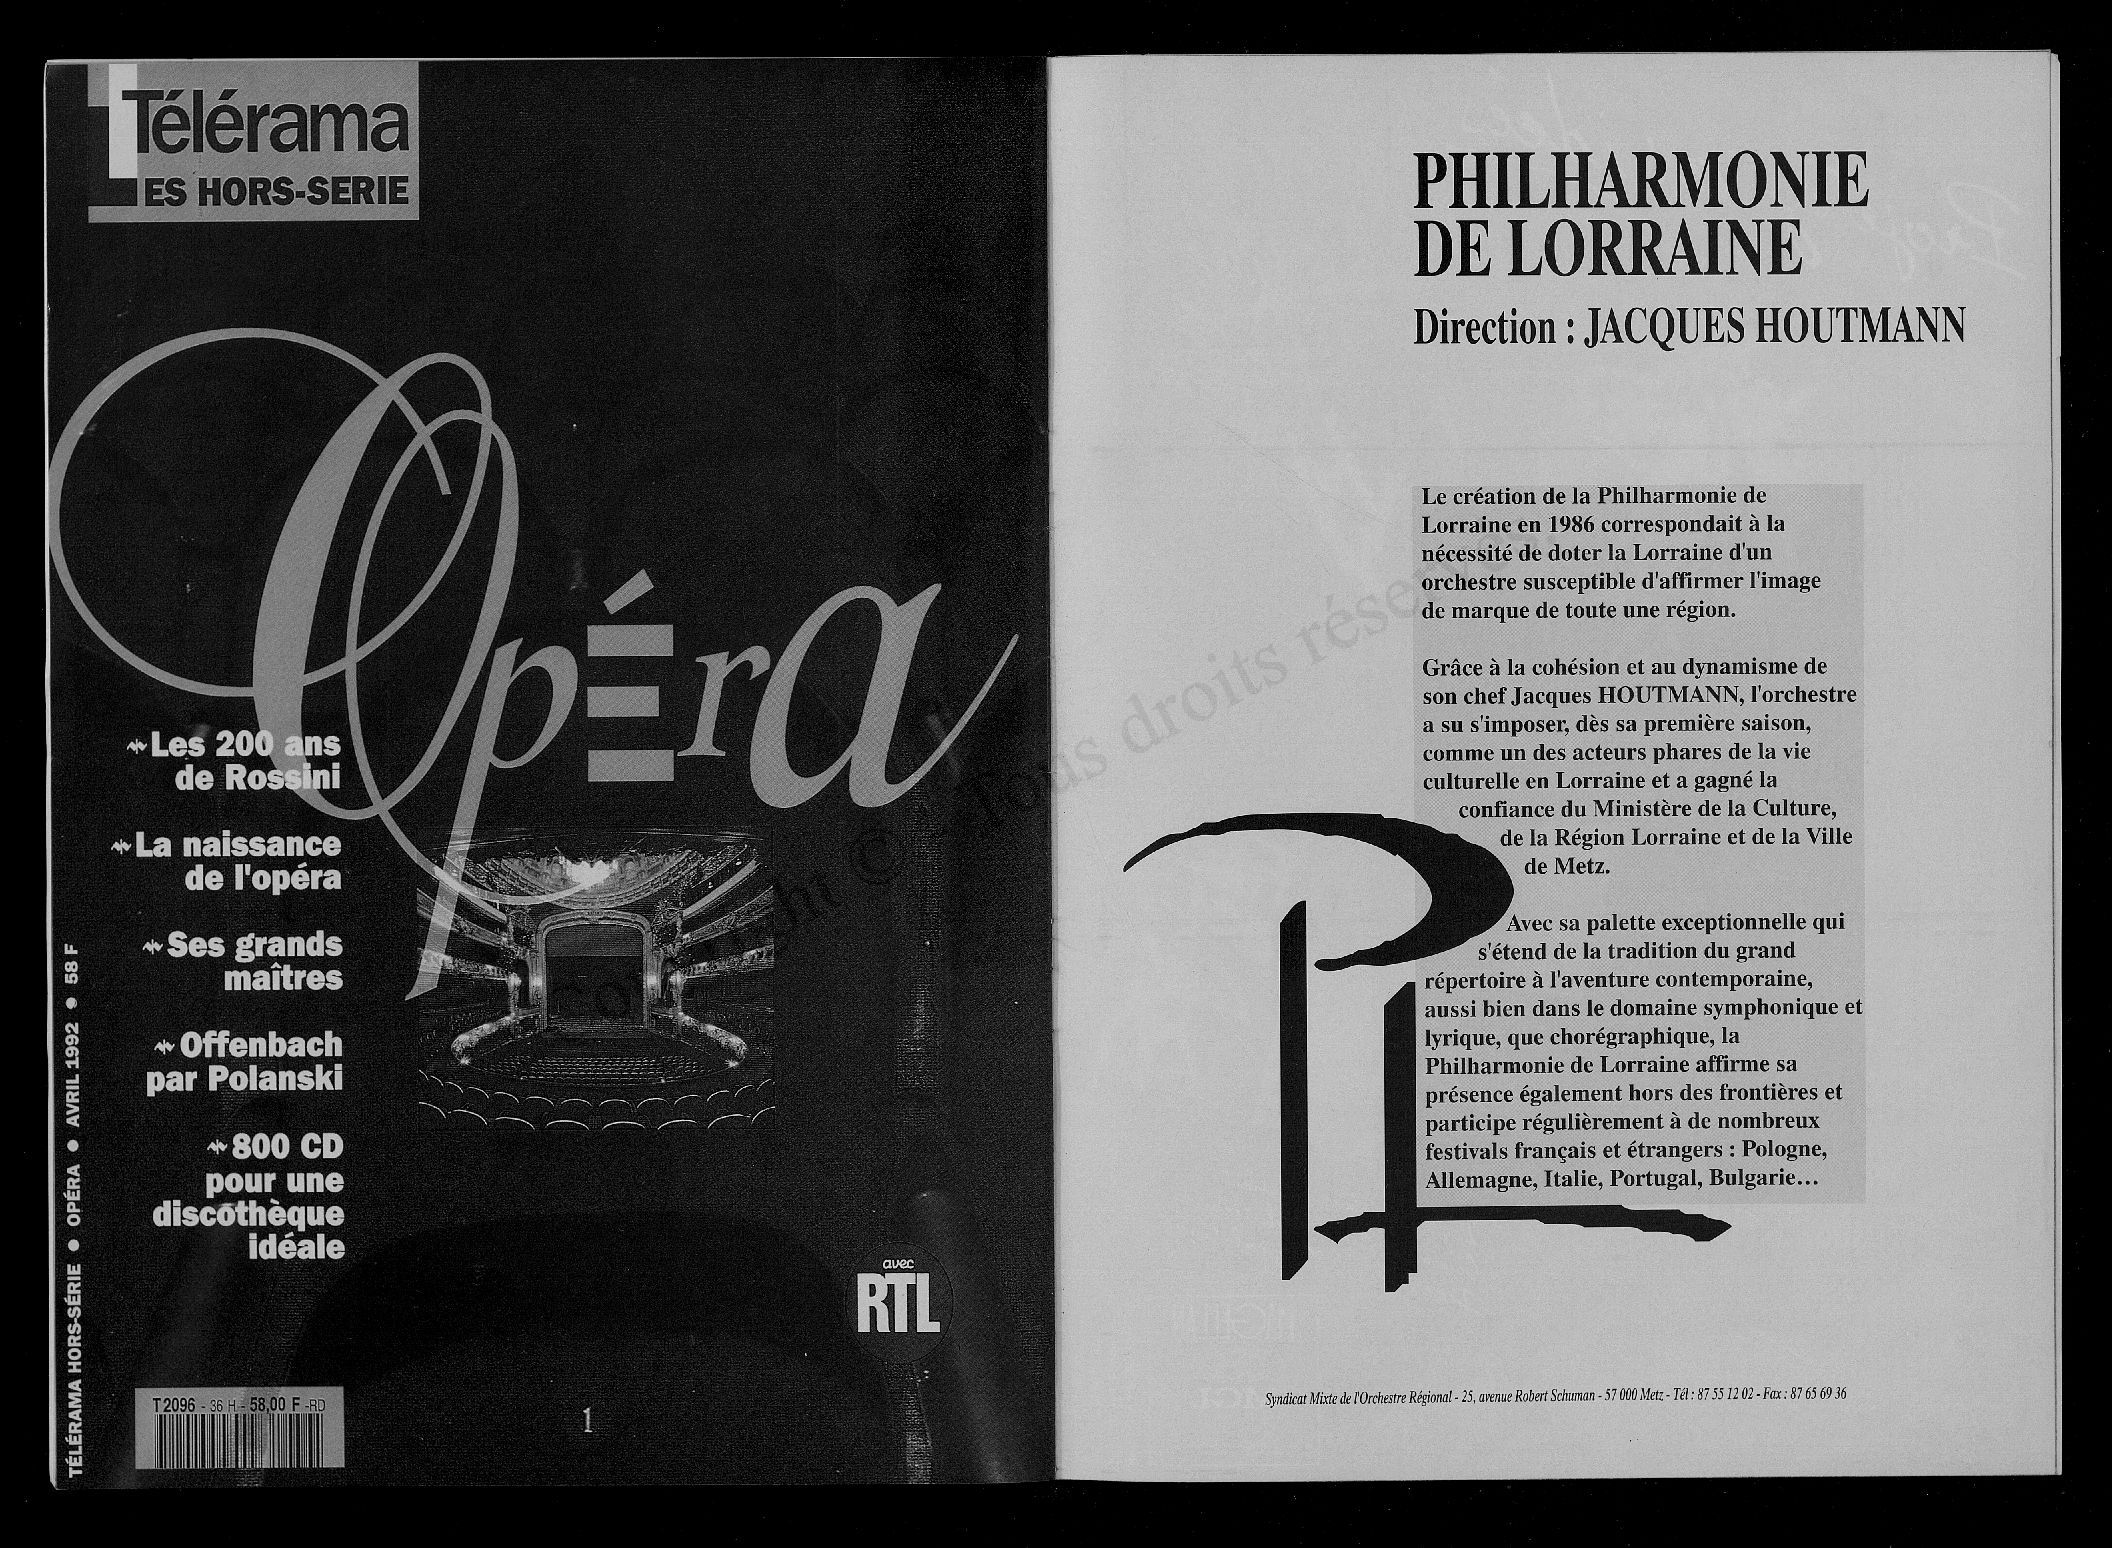 Télérama
LES HORS-SERIE
Opéra
Les 200 ans
de Rossini
La naissance
de l'opéra
Ses grands
maîtres
Offenbach
par Polanski
800 CD
pour une
discothèque
idéale
TÉLÉRAMA HORS-SÉRIE ● OPÉRA ● AVRIL 1992 ● 58 F
avec
RTL
T 2096 - 36 H - 58,00 F - RD
1
PHILHARMONIE
DE LORRAINE
Direction : JACQUES HOUTMANN
Le création de la Philharmonie de
Lorraine en 1986 correspondait à la
nécessité de doter la Lorraine d'un
orchestre susceptible d'affirmer l'image
de marque de toute une région.
Grâce à la cohésion et au dynamisme de
son chef Jacques HOUTMANN, l'orchestre
a su s'imposer, dès sa première saison,
comme un des acteurs phares de la vie
culturelle en Lorraine et a gagné la
confiance du Ministère de la Culture,
de la Région Lorraine et de la Ville
de Metz.
Avec sa palette exceptionnelle qui
s'étend de la tradition du grand
répertoire à l'aventure contemporaine,
aussi bien dans le domaine symphonique et
lyrique, que chorégraphique, la
Philharmonie de Lorraine affirme sa
présence également hors des frontières et
participe régulièrement à de nombreux
festivals français et étrangers : Pologne,
Allemagne, Italie, Portugal, Bulgarie...
Syndicat Mixte de l'Orchestre Régional - 25, avenue Robert Schuman - 57 000 Metz - Tél : 87 55 12 02 - Fax : 87 65 69 36
droits